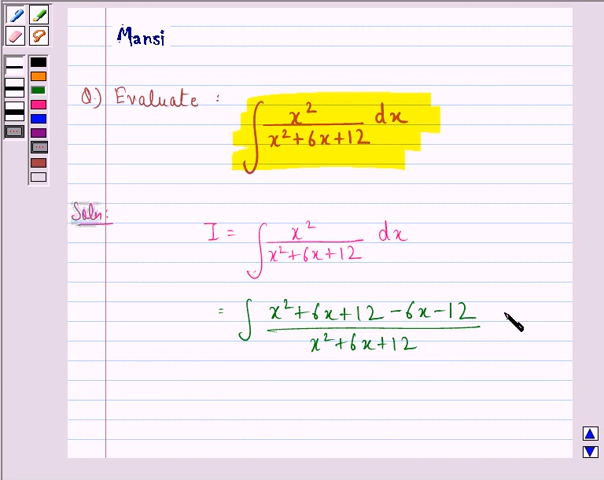 Mansi
Q.) Evaluate :
∫ x²/(x²+6x+12) dx
Soln:
I = ∫ x²/(x²+6x+12) dx
= ∫ (x²+6x+12-6x-12)/(x²+6x+12)